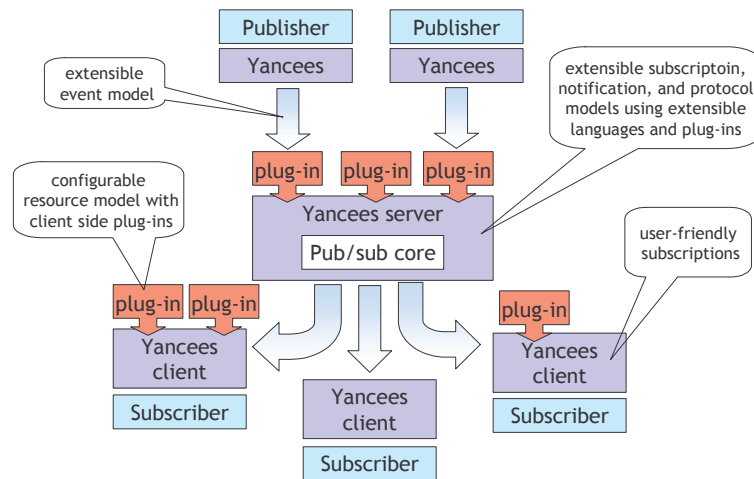 Publisher
Publisher
Yancees
Yancees
extensible
event model
extensible subscriptoin,
notification, and protocol
models using extensible
languages and plug-ins
plug-in
plug-in
plug-in
configurable
resource model with
client side plug-ins
Yancees server
Pub/sub core
user-friendly
subscriptions
plug-in
plug-in
plug-in
Yancees
client
Yancees
client
Subscriber
Subscriber
Yancees
client
Subscriber